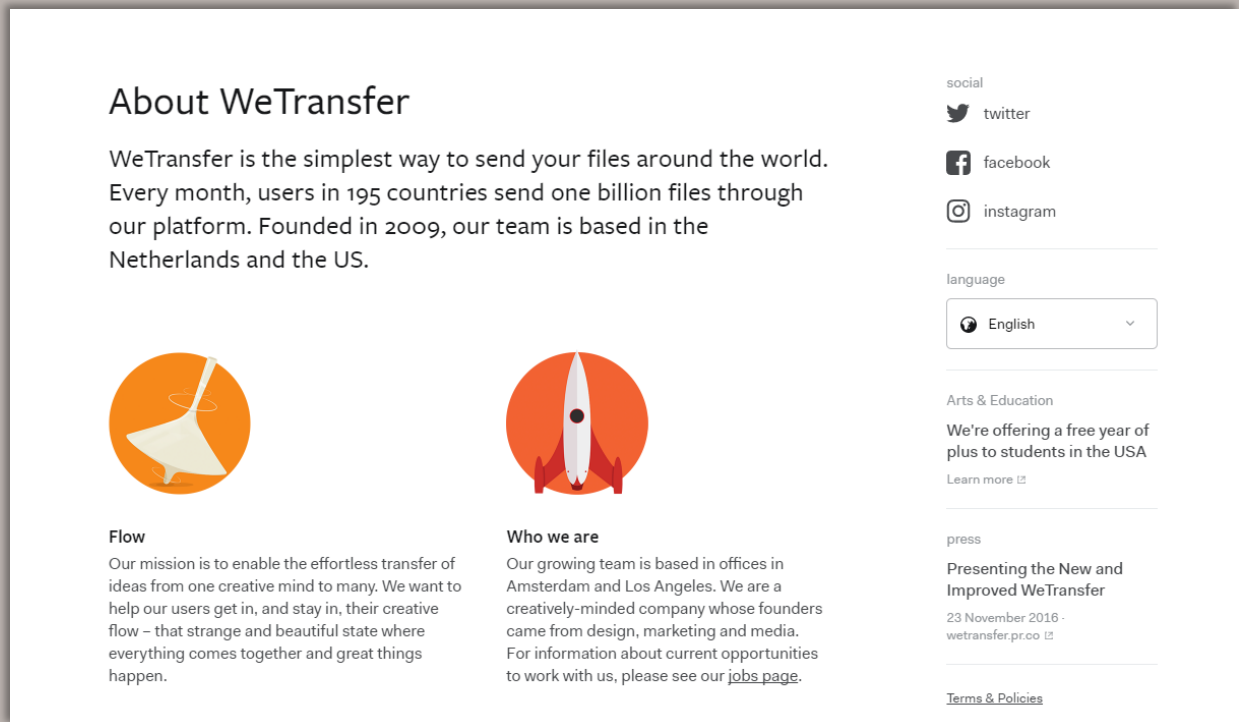 About WeTransfer
WeTransfer is the simplest way to send your files around the world.
Every month, users in 195 countries send one billion files through
our platform. Founded in 2009, our team is based in the
Netherlands and the US.
Flow
Our mission is to enable the effortless transfer of
ideas from one creative mind to many. We want to
help our users get in, and stay in, their creative
flow – that strange and beautiful state where
everything comes together and great things
happen.
Who we are
Our growing team is based in offices in
Amsterdam and Los Angeles. We are a
creatively-minded company whose founders
came from design, marketing and media.
For information about current opportunities
to work with us, please see our jobs page.
social
twitter
facebook
instagram
language
English
Arts & Education
We're offering a free year of
plus to students in the USA
Learn more
press
Presenting the New and
Improved WeTransfer
23 November 2016 ·
wetransfer.pr.co
Terms & Policies